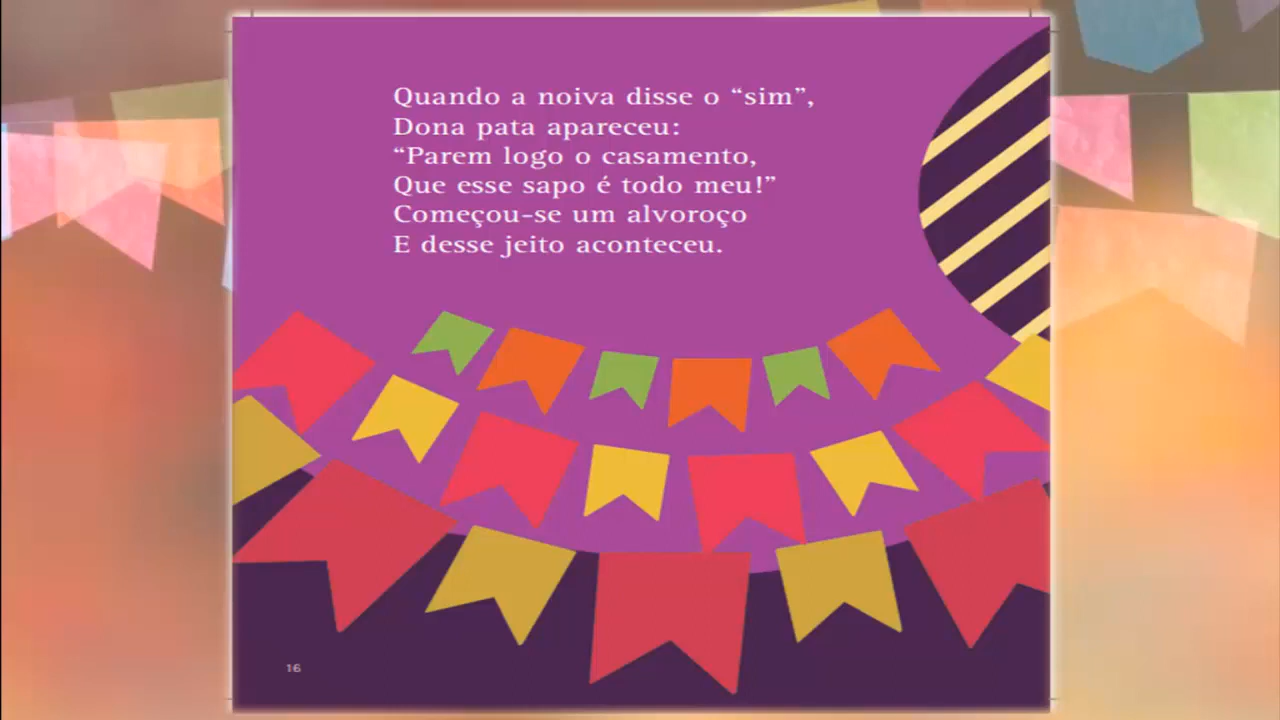 Quando a noiva disse o “sim”,
Dona pata apareceu:
“Parem logo o casamento,
Que esse sapo é todo meu!”
Começou-se um alvoroço
E desse jeito aconteceu.
16